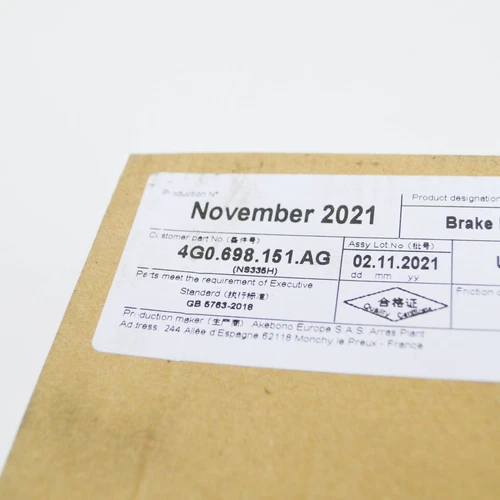 Production N°
Product designation
November 2021
Brake
Customer part No (备件号)
Assy Lot No (批号)
4G0.698.151.AG
(NS335H)
02.11.2021
dd mm yy
Parts meet the requirement of Executive
Standard (执行标准)
GB 5763-2018
合格证
Quality Certificate
Friction
Production maker (生产商) Akebono Europe S.A.S. Arras Plant
Adress: 244 Allée d'Espagne 62118 Monchy le Preux - France